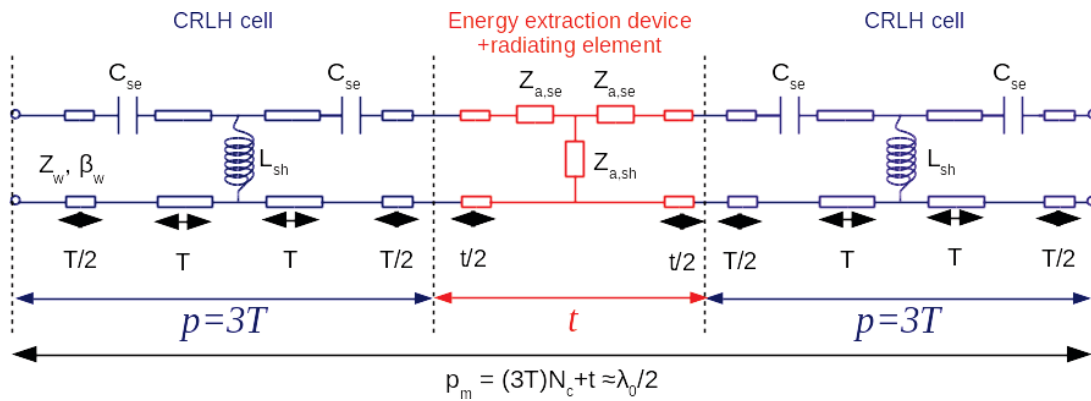 CRLH cell
Energy extraction device
+radiating element
CRLH cell
C_se C_se Z_a,se Z_a,se C_se C_se
L_sh Z_a,sh L_sh
Z_w, β_w
T/2 T T T/2 t/2 t/2 T/2 T T T/2
p=3T t p=3T
p_m = (3T)N_c+t ≈λ_0/2